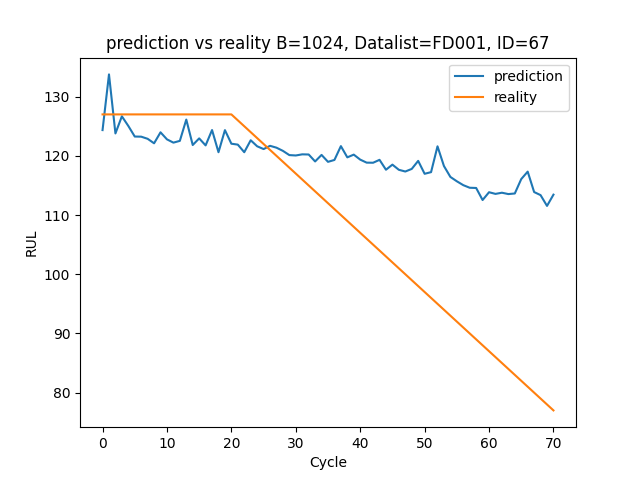 prediction vs reality B=1024, Datalist=FD001, ID=67
prediction
reality
RUL
130
120
110
100
90
80
0 10 20 30 40 50 60 70
Cycle